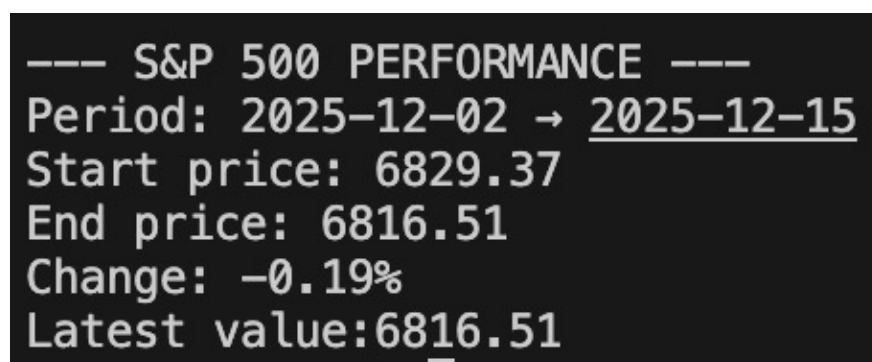 --- S&P 500 PERFORMANCE ---
Period: 2025-12-02 → 2025-12-15
Start price: 6829.37
End price: 6816.51
Change: -0.19%
Latest value:6816.51